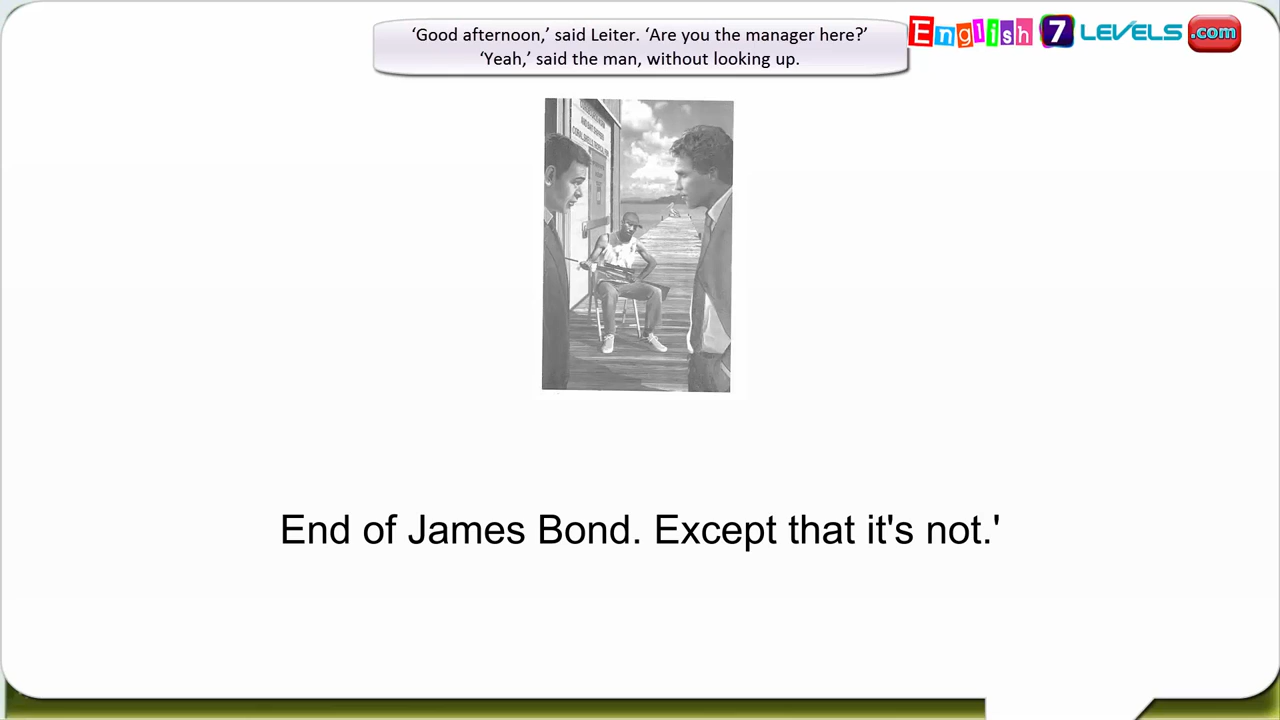 ‘Good afternoon,’ said Leiter. ‘Are you the manager here?’
‘Yeah,’ said the man, without looking up.
English 7 LEVELS .com
End of James Bond. Except that it's not.'